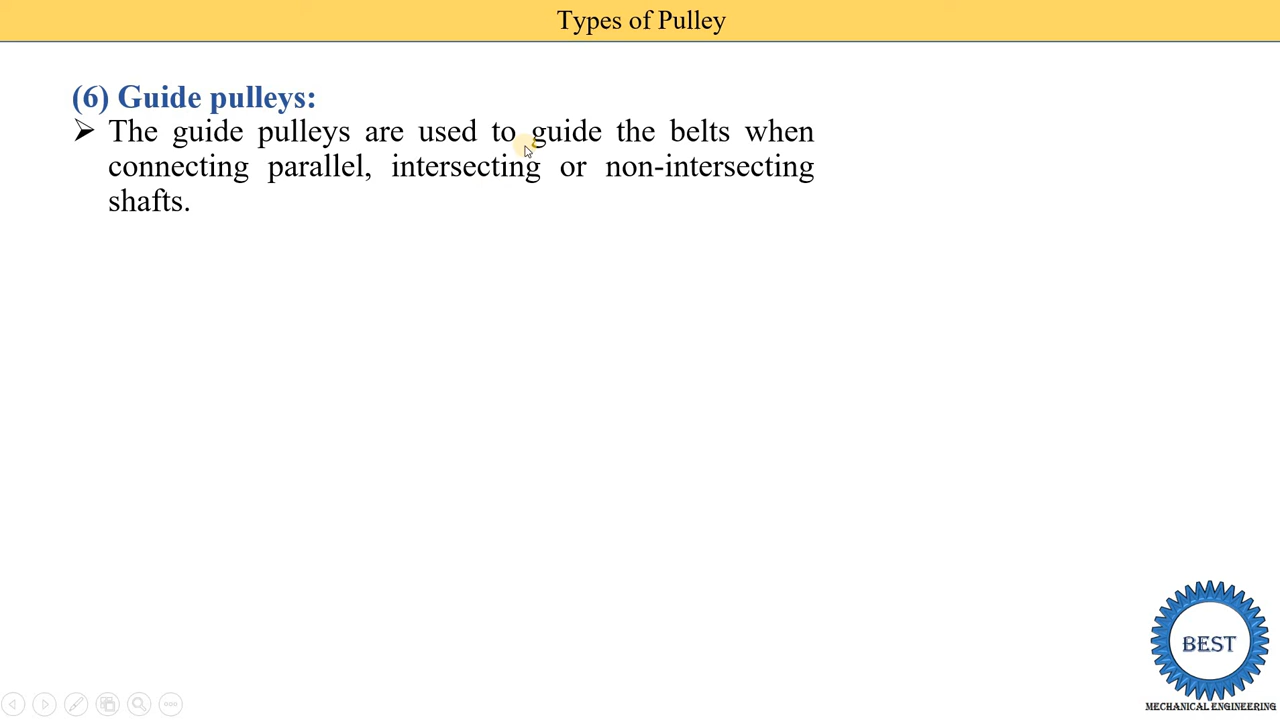 Types of Pulley
(6) Guide pulleys:
➢ The guide pulleys are used to guide the belts when
connecting parallel, intersecting or non-intersecting
shafts.
BEST
MECHANICAL ENGINEERING